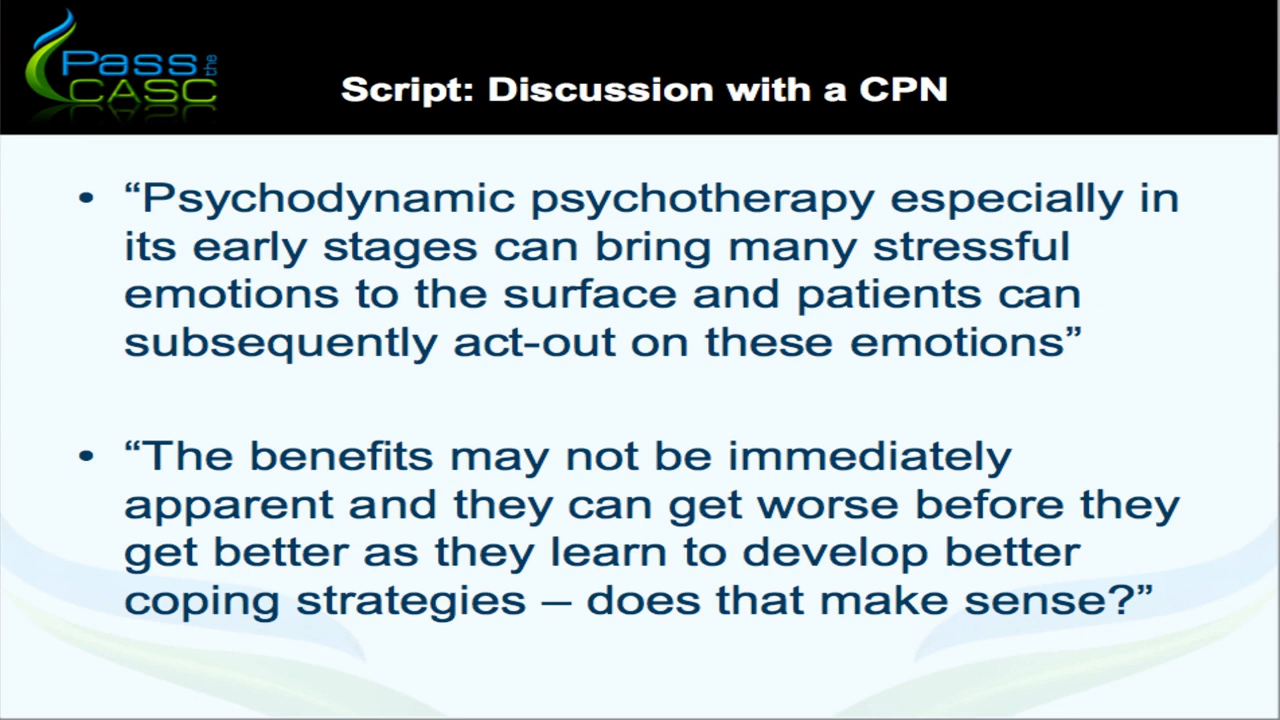 Pass the
CASC
Script: Discussion with a CPN
• “Psychodynamic psychotherapy especially in
its early stages can bring many stressful
emotions to the surface and patients can
subsequently act-out on these emotions”
• “The benefits may not be immediately
apparent and they can get worse before they
get better as they learn to develop better
coping strategies – does that make sense?”